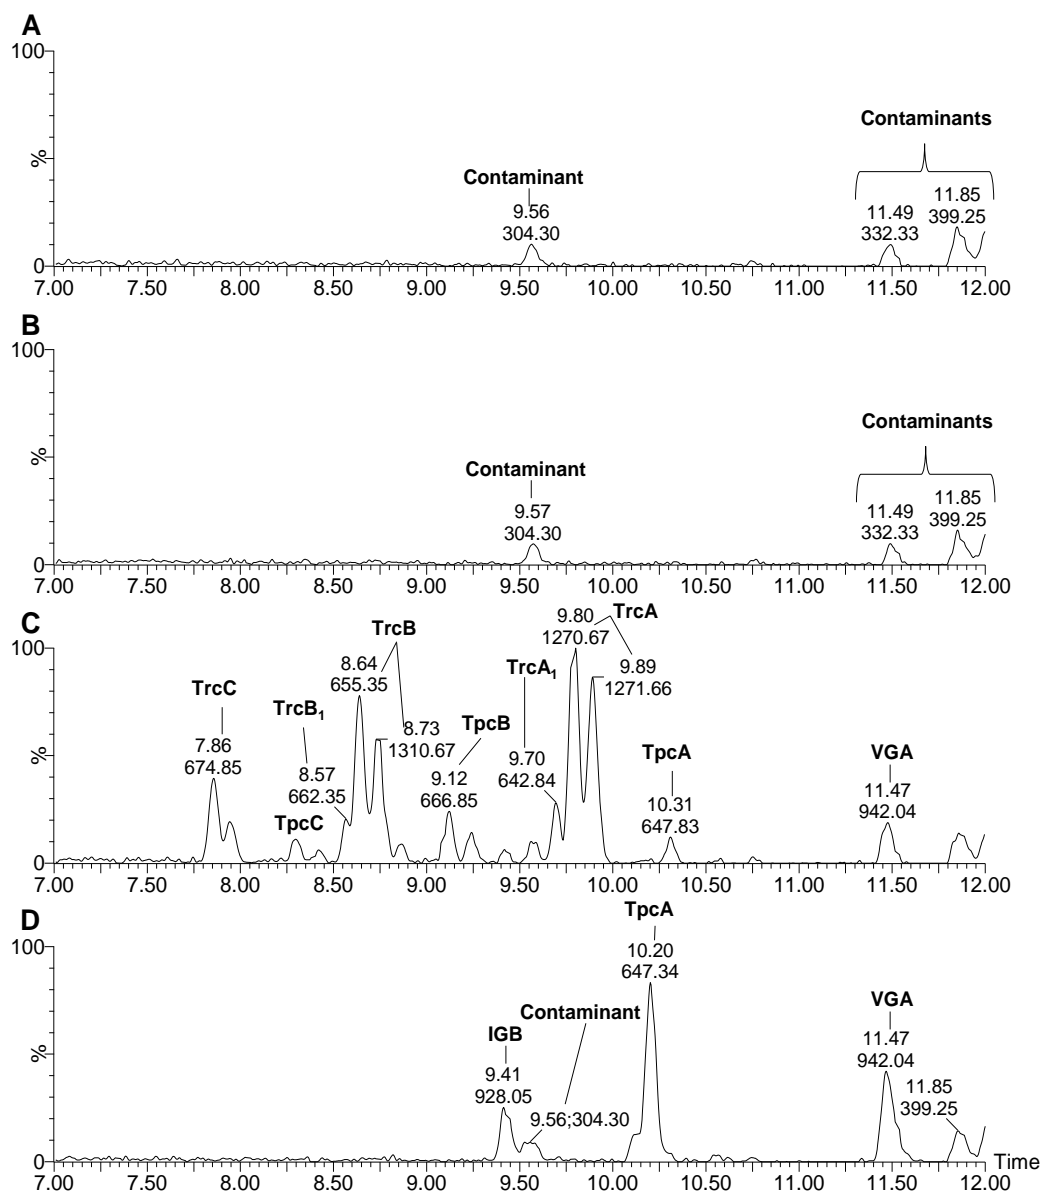 A
100
%
0
Contaminant
9.56
304.30
Contaminants
11.49
332.33
11.85
399.25
7.00 7.50 8.00 8.50 9.00 9.50 10.00 10.50 11.00 11.50 12.00
B
100
%
0
Contaminant
9.57
304.30
Contaminants
11.49
332.33
11.85
399.25
7.00 7.50 8.00 8.50 9.00 9.50 10.00 10.50 11.00 11.50 12.00
C
100
%
0
TrcC
7.86
674.85
TrcB1
8.57
662.35
TpcC
TrcB
8.64
655.35
8.73
1310.67
TpcB
9.12
666.85
TrcA1
9.70
642.84
TrcA
9.80
1270.67
9.89
1271.66
TpcA
10.31
647.83
VGA
11.47
942.04
7.00 7.50 8.00 8.50 9.00 9.50 10.00 10.50 11.00 11.50 12.00
D
100
%
0
IGB
9.41
928.05
Contaminant
9.56;304.30
TpcA
10.20
647.34
VGA
11.47
942.04
11.85
399.25
Time
7.00 7.50 8.00 8.50 9.00 9.50 10.00 10.50 11.00 11.50 12.00